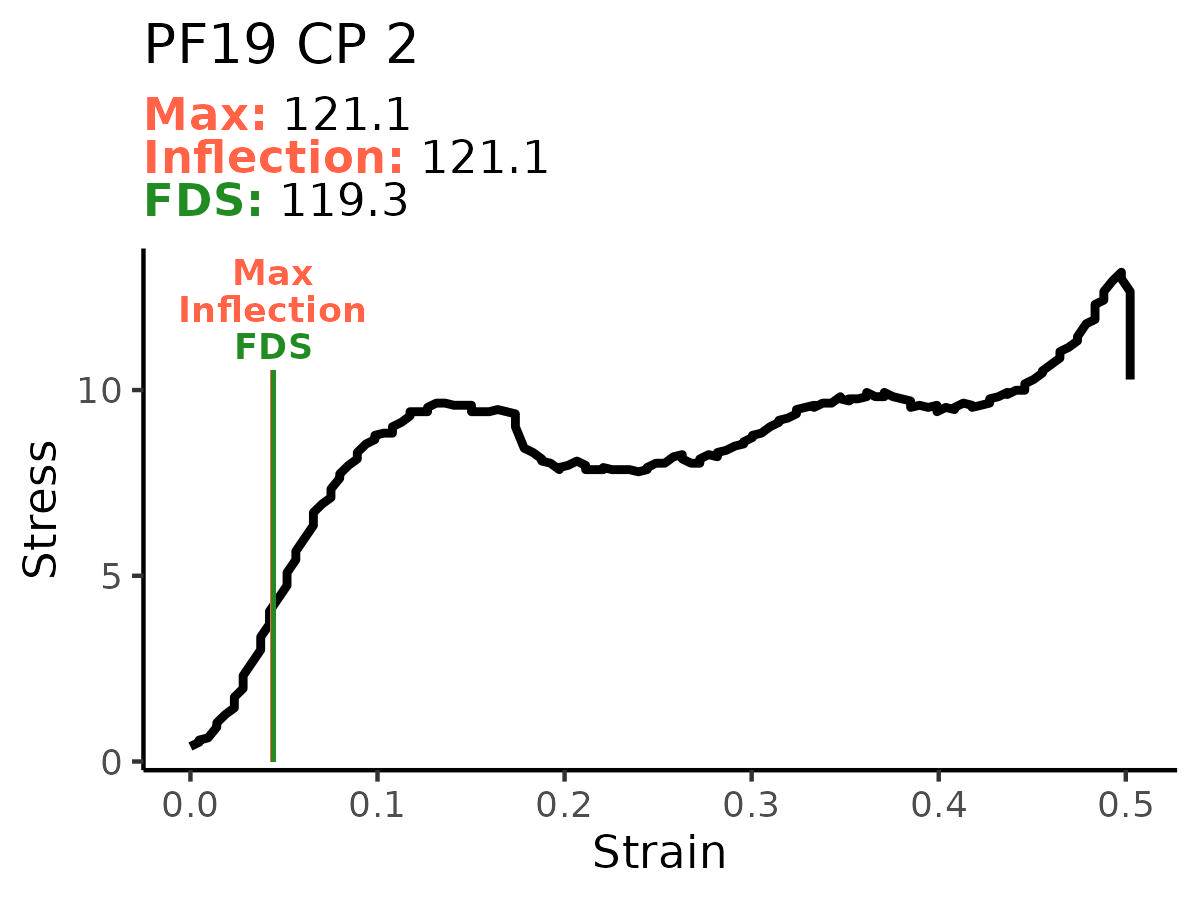 PF19 CP 2
Max: 121.1
Inflection: 121.1
FDS: 119.3
Max
Inflection
FDS
10
5
0
Stress
0.0 0.1 0.2 0.3 0.4 0.5
Strain